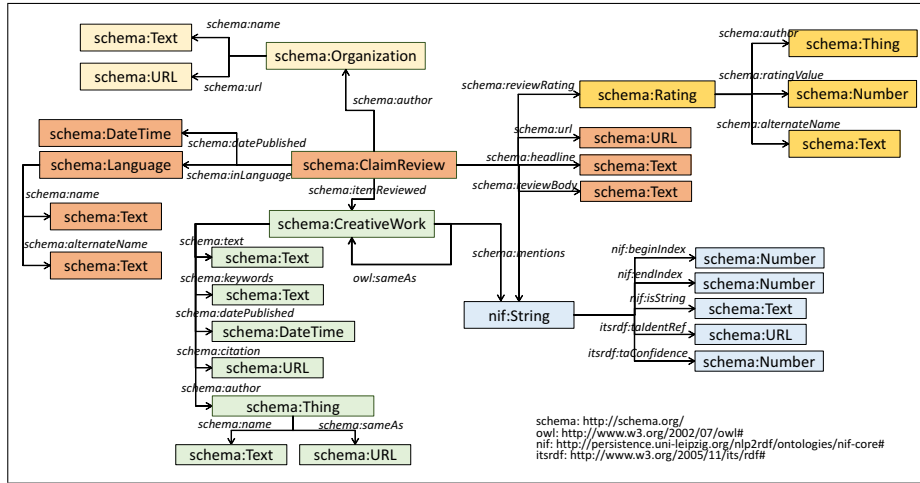 schema:name
schema:Text
schema:Organization
schema:URL
schema:url
schema:author
schema:author
schema:Thing
schema:reviewRating
schema:Rating
schema:ratingValue
schema:Number
schema:alternateName
schema:Text
schema:DateTime
schema:datePublished
schema:Language
schema:inLanguage
schema:ClaimReview
schema:url
schema:URL
schema:headline
schema:Text
schema:reviewBody
schema:Text
schema:name
schema:Text
schema:alternateName
schema:Text
schema:itemReviewed
schema:CreativeWork
owl:sameAs
schema:mentions
schema:text
schema:Text
schema:keywords
schema:Text
schema:datePublished
schema:DateTime
schema:citation
schema:URL
schema:author
schema:Thing
schema:name
schema:sameAs
schema:Text
schema:URL
nif:String
nif:beginIndex
schema:Number
nif:endIndex
schema:Number
nif:isString
schema:Text
itsrdf:taIdentRef
schema:URL
itsrdf:taConfidence
schema:Number
schema: http://schema.org/
owl: http://www.w3.org/2002/07/owl#
nif: http://persistence.uni-leipzig.org/nlp2rdf/ontologies/nif-core#
itsrdf: http://www.w3.org/2005/11/its/rdf#